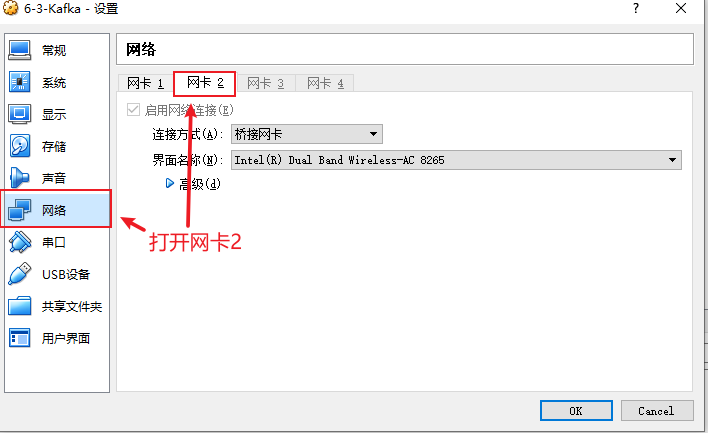 6-3-Kafka - 设置
?
常规
系统
显示
存储
声音
网络
串口
USB设备
共享文件夹
用户界面
网络
网卡 1 网卡 2 网卡 3 网卡 4
启用网络连接(E)
连接方式(A): 桥接网卡
界面名称(N): Intel(R) Dual Band Wireless-AC 8265
高级(d)
打开网卡2
OK Cancel